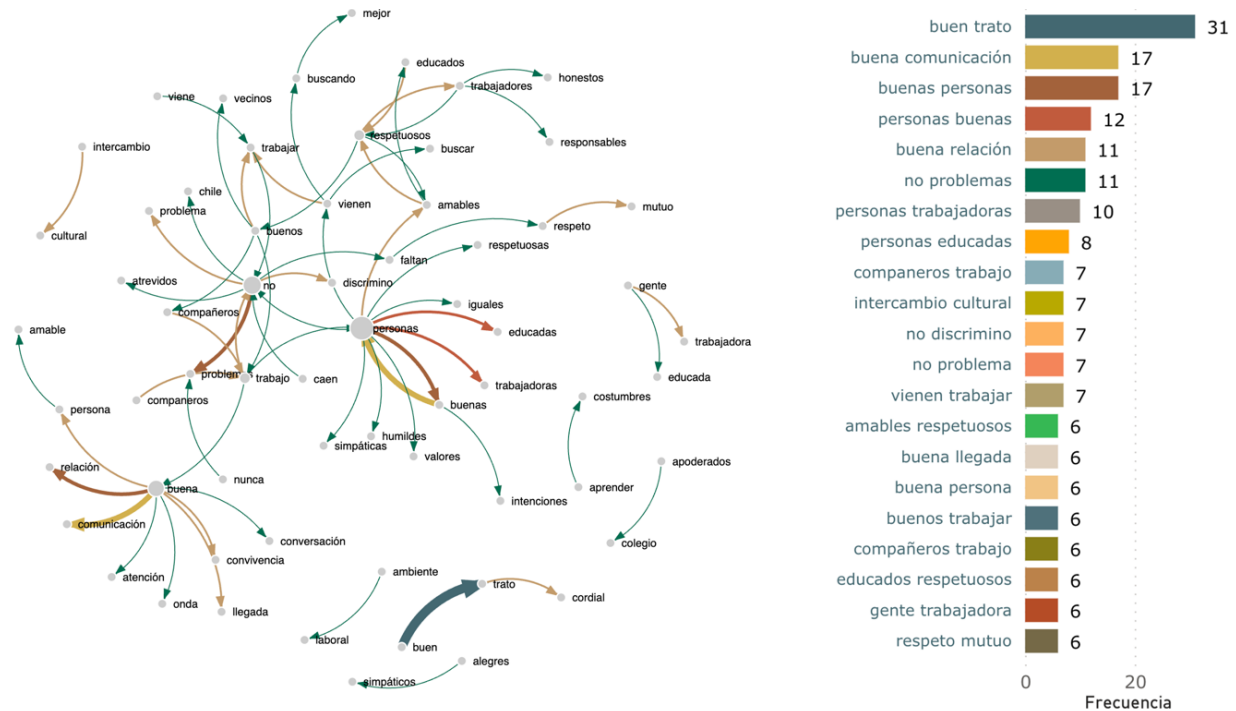 mejor
educados
buscando
trabajadores
honestos
viene
vecinos
respetuosos
responsables
intercambio
trabajar
buscar
chile
vienen
amables
problema
mutuo
respeto
cultural
buenos
respetuosas
faltan
atrevidos
no
discrimino
gente
iguales
compañeros
amable
personas
educadas
trabajadora
problemas
trabajo
caen
educada
trabajadoras
companeros
costumbres
persona
buenas
humildes
simpáticas
valores
relación
apoderados
nunca
buena
aprender
intenciones
comunicación
conversación
colegio
convivencia
ambiente
atención
trato
onda
cordial
llegada
laboral
buen
alegres
simpáticos
buen trato 31
buena comunicación 17
buenas personas 17
personas buenas 12
buena relación 11
no problemas 11
personas trabajadoras 10
personas educadas 8
companeros trabajo 7
intercambio cultural 7
no discrimino 7
no problema 7
vienen trabajar 7
amables respetuosos 6
buena llegada 6
buena persona 6
buenos trabajar 6
compañeros trabajo 6
educados respetuosos 6
gente trabajadora 6
respeto mutuo 6
0 20
Frecuencia